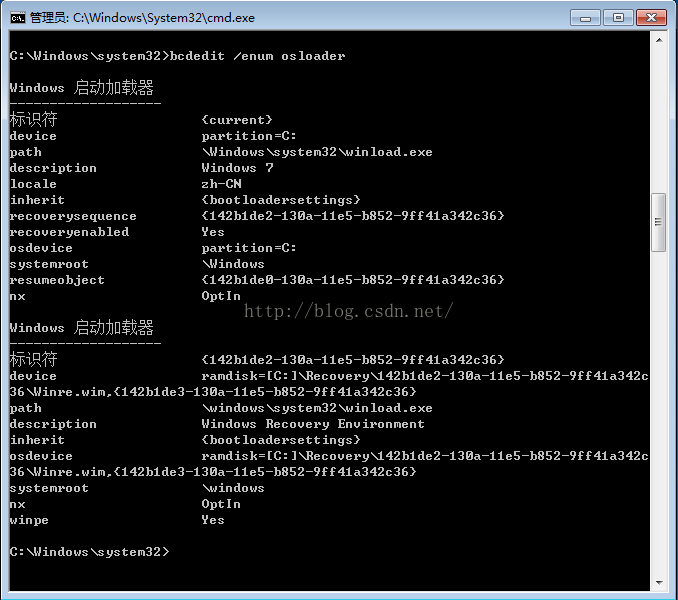 管理员: C:\Windows\System32\cmd.exe
C:\Windows\system32>bcdedit /enum osloader
Windows 启动加载器
-------------------
标识符                  {current}
device                  partition=C:
path                    \Windows\system32\winload.exe
description             Windows 7
locale                  zh-CN
inherit                 {bootloadersettings}
recoverysequence        {142b1de2-130a-11e5-b852-9ff41a342c36}
recoveryenabled         Yes
osdevice                partition=C:
systemroot              \Windows
resumeobject            {142b1de0-130a-11e5-b852-9ff41a342c36}
nx                      OptIn
http://blog.csdn.net/
Windows 启动加载器
-------------------
标识符                  {142b1de2-130a-11e5-b852-9ff41a342c36}
device                  ramdisk=[C:]\Recovery\142b1de2-130a-11e5-b852-9ff41a342c
36\Winre.wim,{142b1de3-130a-11e5-b852-9ff41a342c36}
path                    \windows\system32\winload.exe
description             Windows Recovery Environment
inherit                 {bootloadersettings}
osdevice                ramdisk=[C:]\Recovery\142b1de2-130a-11e5-b852-9ff41a342c
36\Winre.wim,{142b1de3-130a-11e5-b852-9ff41a342c36}
systemroot              \windows
nx                      OptIn
winpe                   Yes
C:\Windows\system32>